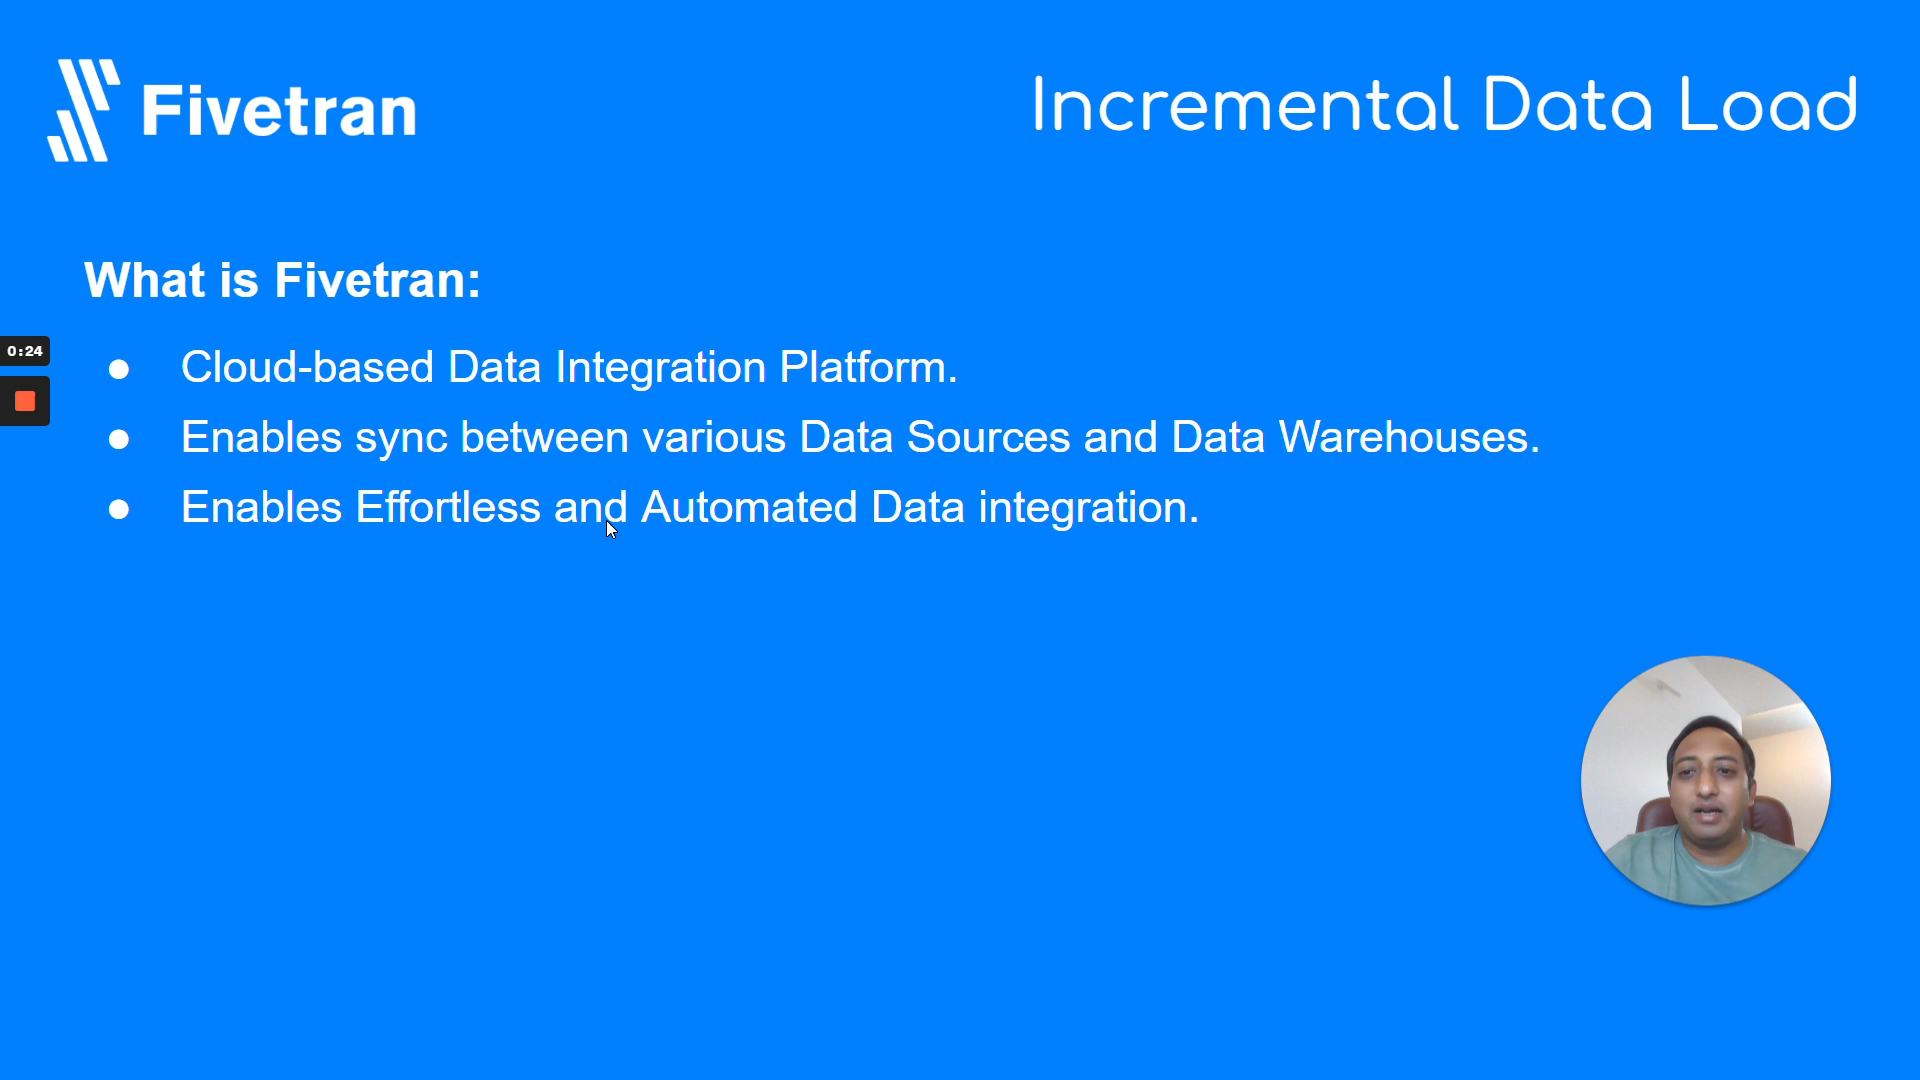 Fivetran
Incremental Data Load
What is Fivetran:
0:24
● Cloud-based Data Integration Platform.
● Enables sync between various Data Sources and Data Warehouses.
● Enables Effortless and Automated Data integration.